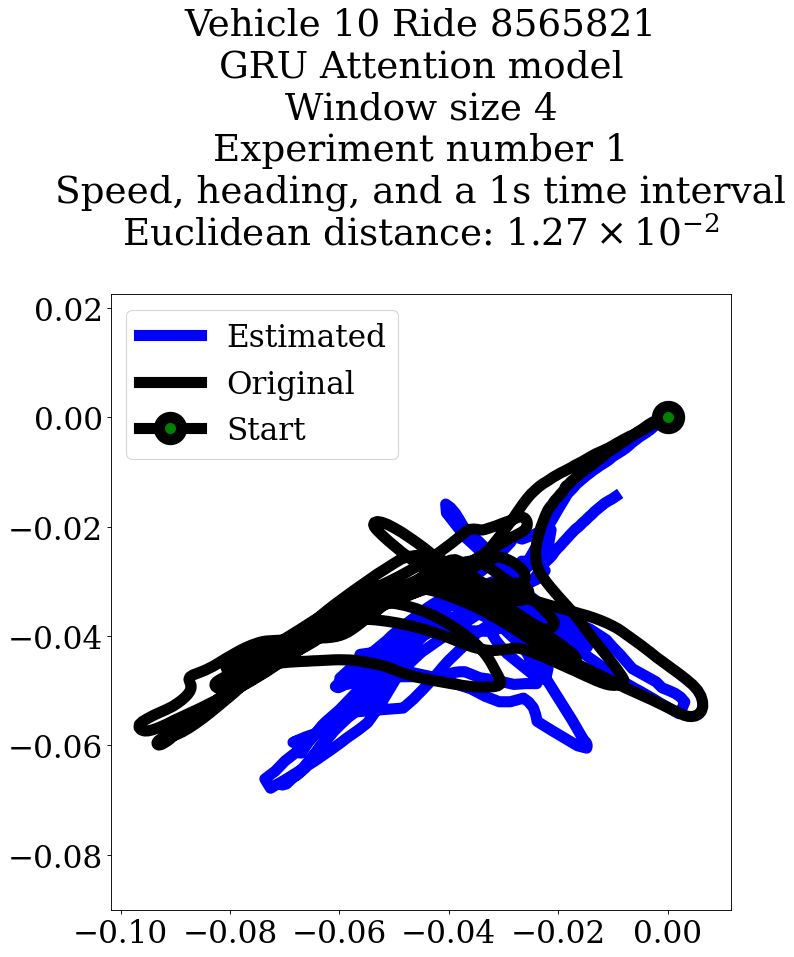 Vehicle 10 Ride 8565821
GRU Attention model
Window size 4
Experiment number 1
Speed, heading, and a 1s time interval
Euclidean distance: 1.27 × 10⁻²
0.02
0.00
−0.02
−0.04
−0.06
−0.08
Estimated
Original
Start
−0.10 −0.08 −0.06 −0.04 −0.02 0.00